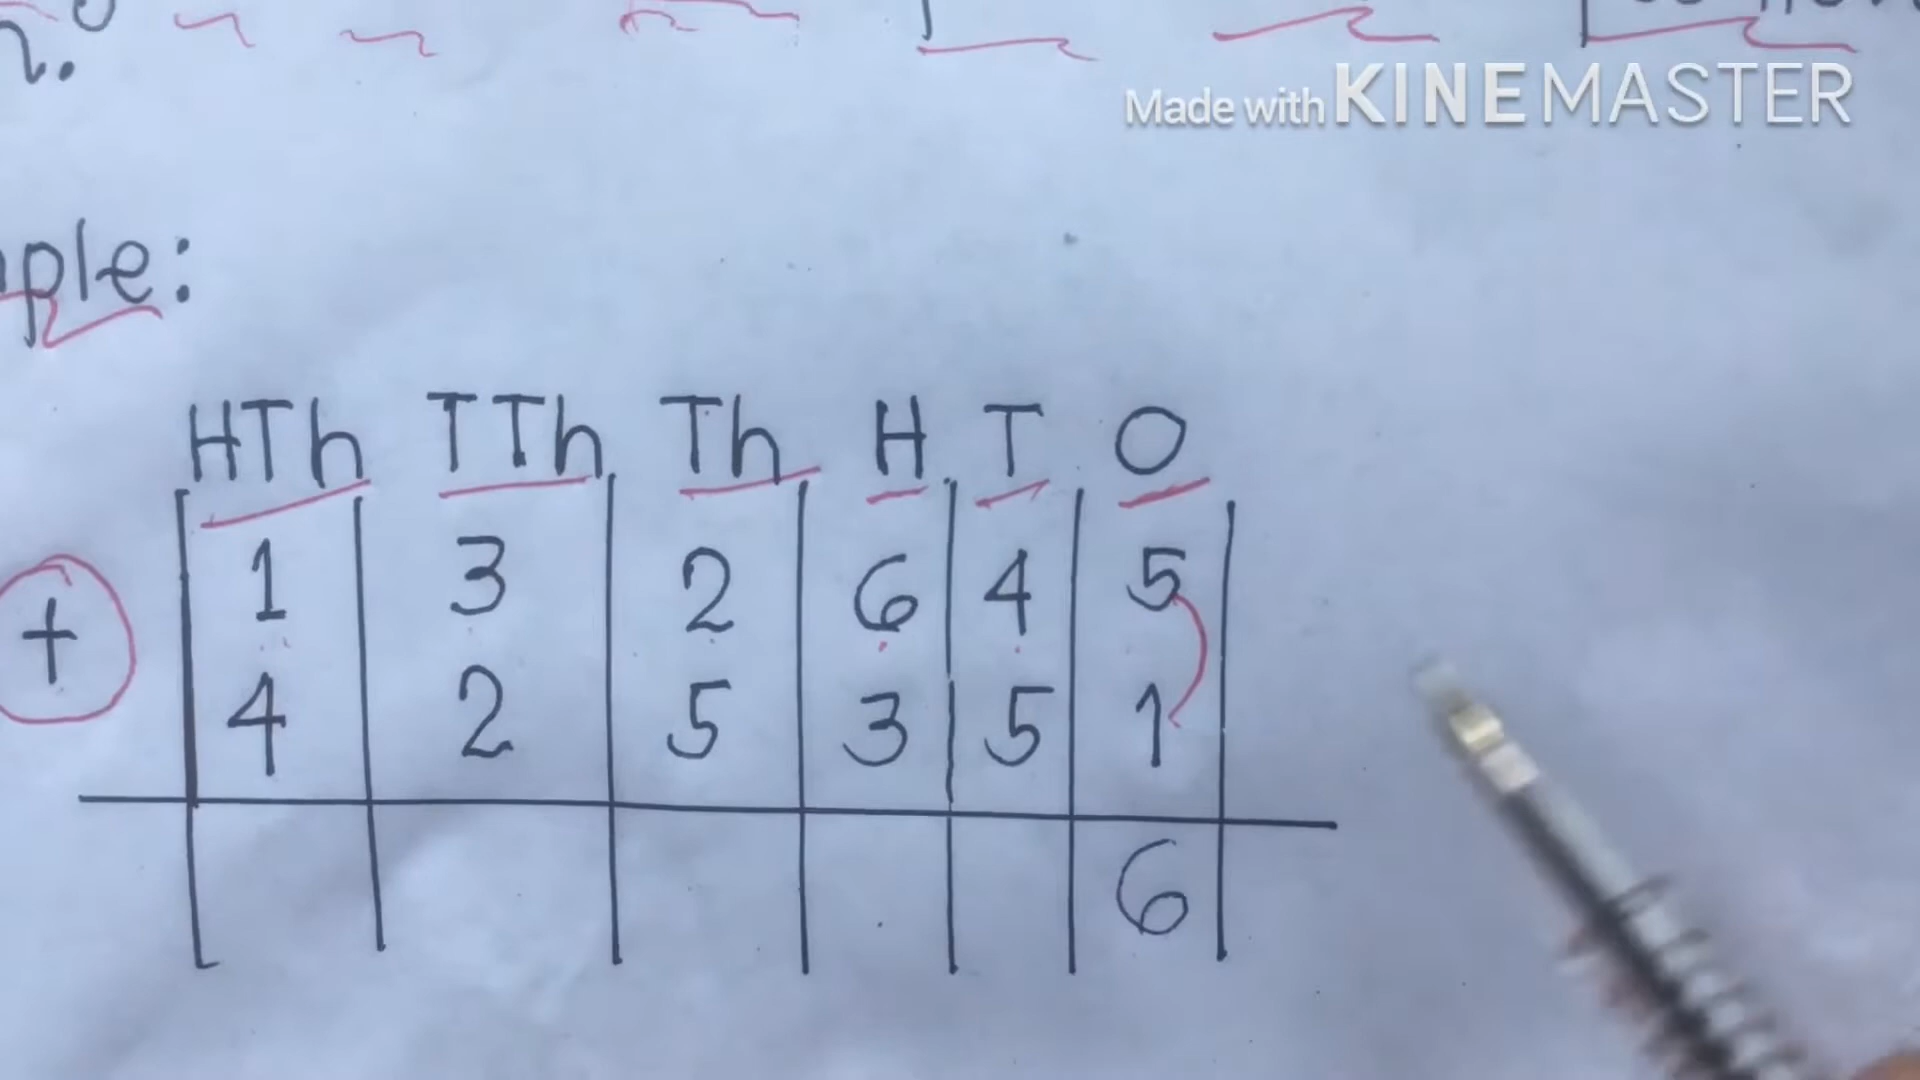 Made with KINEMASTER
ple:
HTh TTh Th H T O
1 3 2 6 4 5
+
4 2 5 3 5 1
6